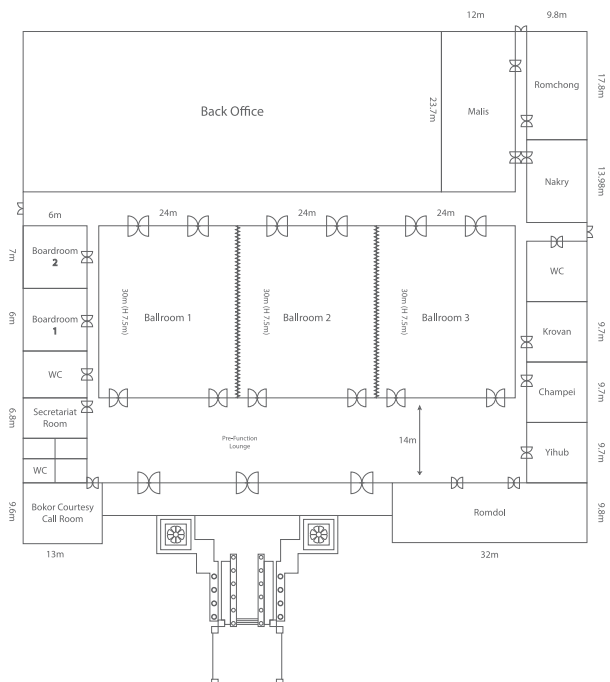 12m
9.8m
Back Office
23.7m
Malis
Romchong
17.8m
Nakry
13.98m
6m
24m
24m
24m
7m
Boardroom
2
WC
6m
Boardroom
1
30m (H 7.5m)
Ballroom 1
30m (H 7.5m)
Ballroom 2
30m (H 7.5m)
Ballroom 3
Krovan
9.7m
WC
Champei
9.7m
6.8m
Secretariat
Room
Pre-Function
Lounge
14m
Yihub
9.7m
WC
9.6m
Bokor Courtesy
Call Room
Romdol
9.8m
13m
32m